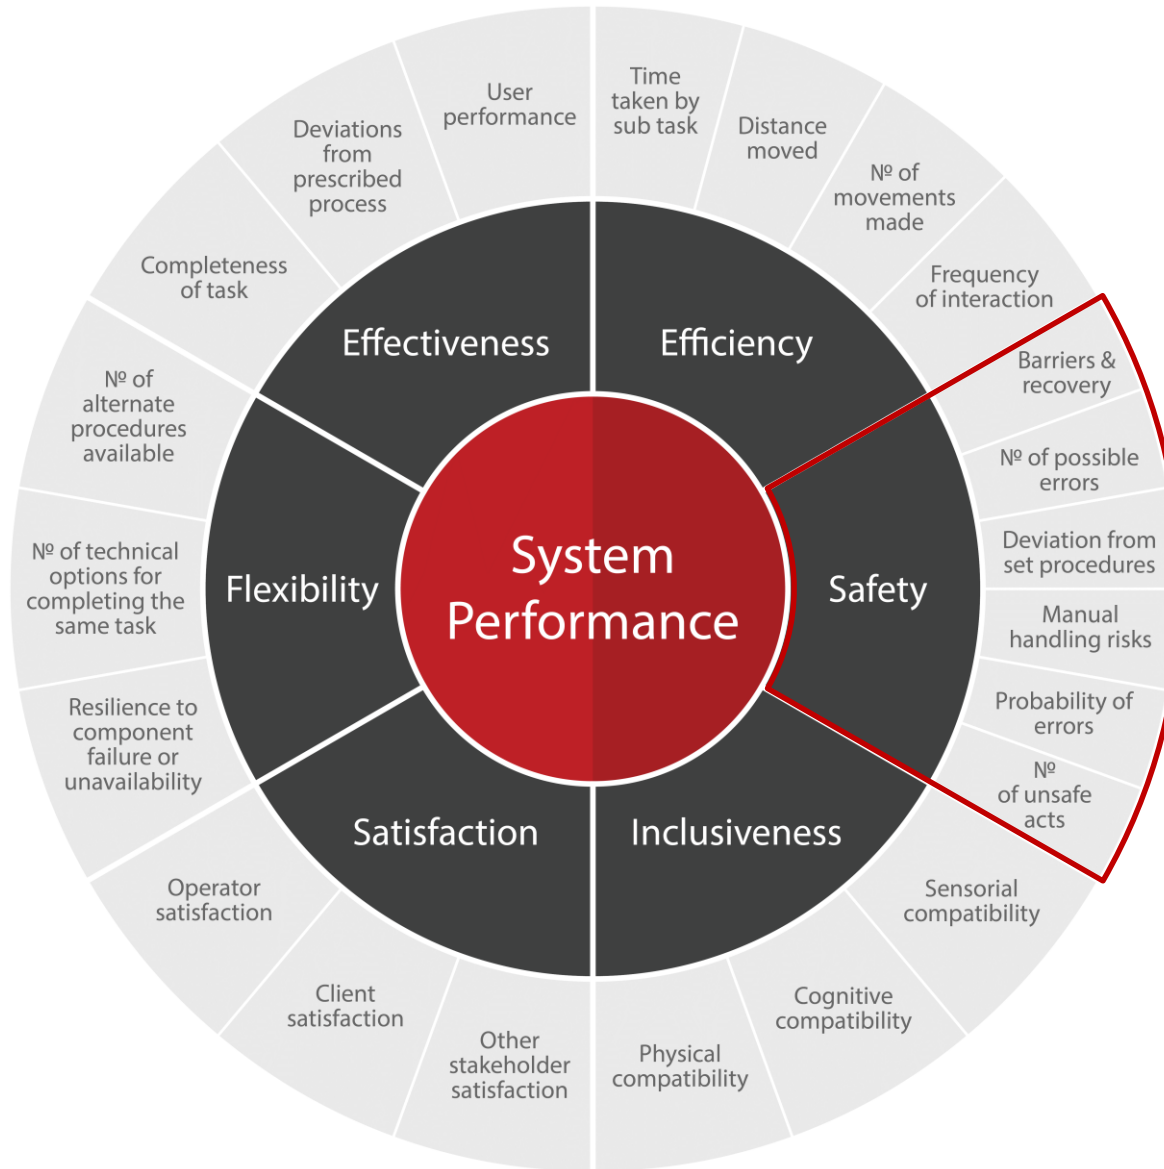 System
Performance
Efficiency
Time
taken by
sub task
Distance
moved
Nº of
movements
made
Frequency
of interaction
Safety
Barriers &
recovery
Nº of possible
errors
Deviation from
set procedures
Manual
handling risks
Probability of
errors
Nº
of unsafe
acts
Inclusiveness
Sensorial
compatibility
Cognitive
compatibility
Physical
compatibility
Satisfaction
Other
stakeholder
satisfaction
Client
satisfaction
Operator
satisfaction
Flexibility
Resilience to
component
failure or
unavailability
Nº of technical
options for
completing the
same task
Nº of
alternate
procedures
available
Effectiveness
Completeness
of task
Deviations
from
prescribed
process
User
performance